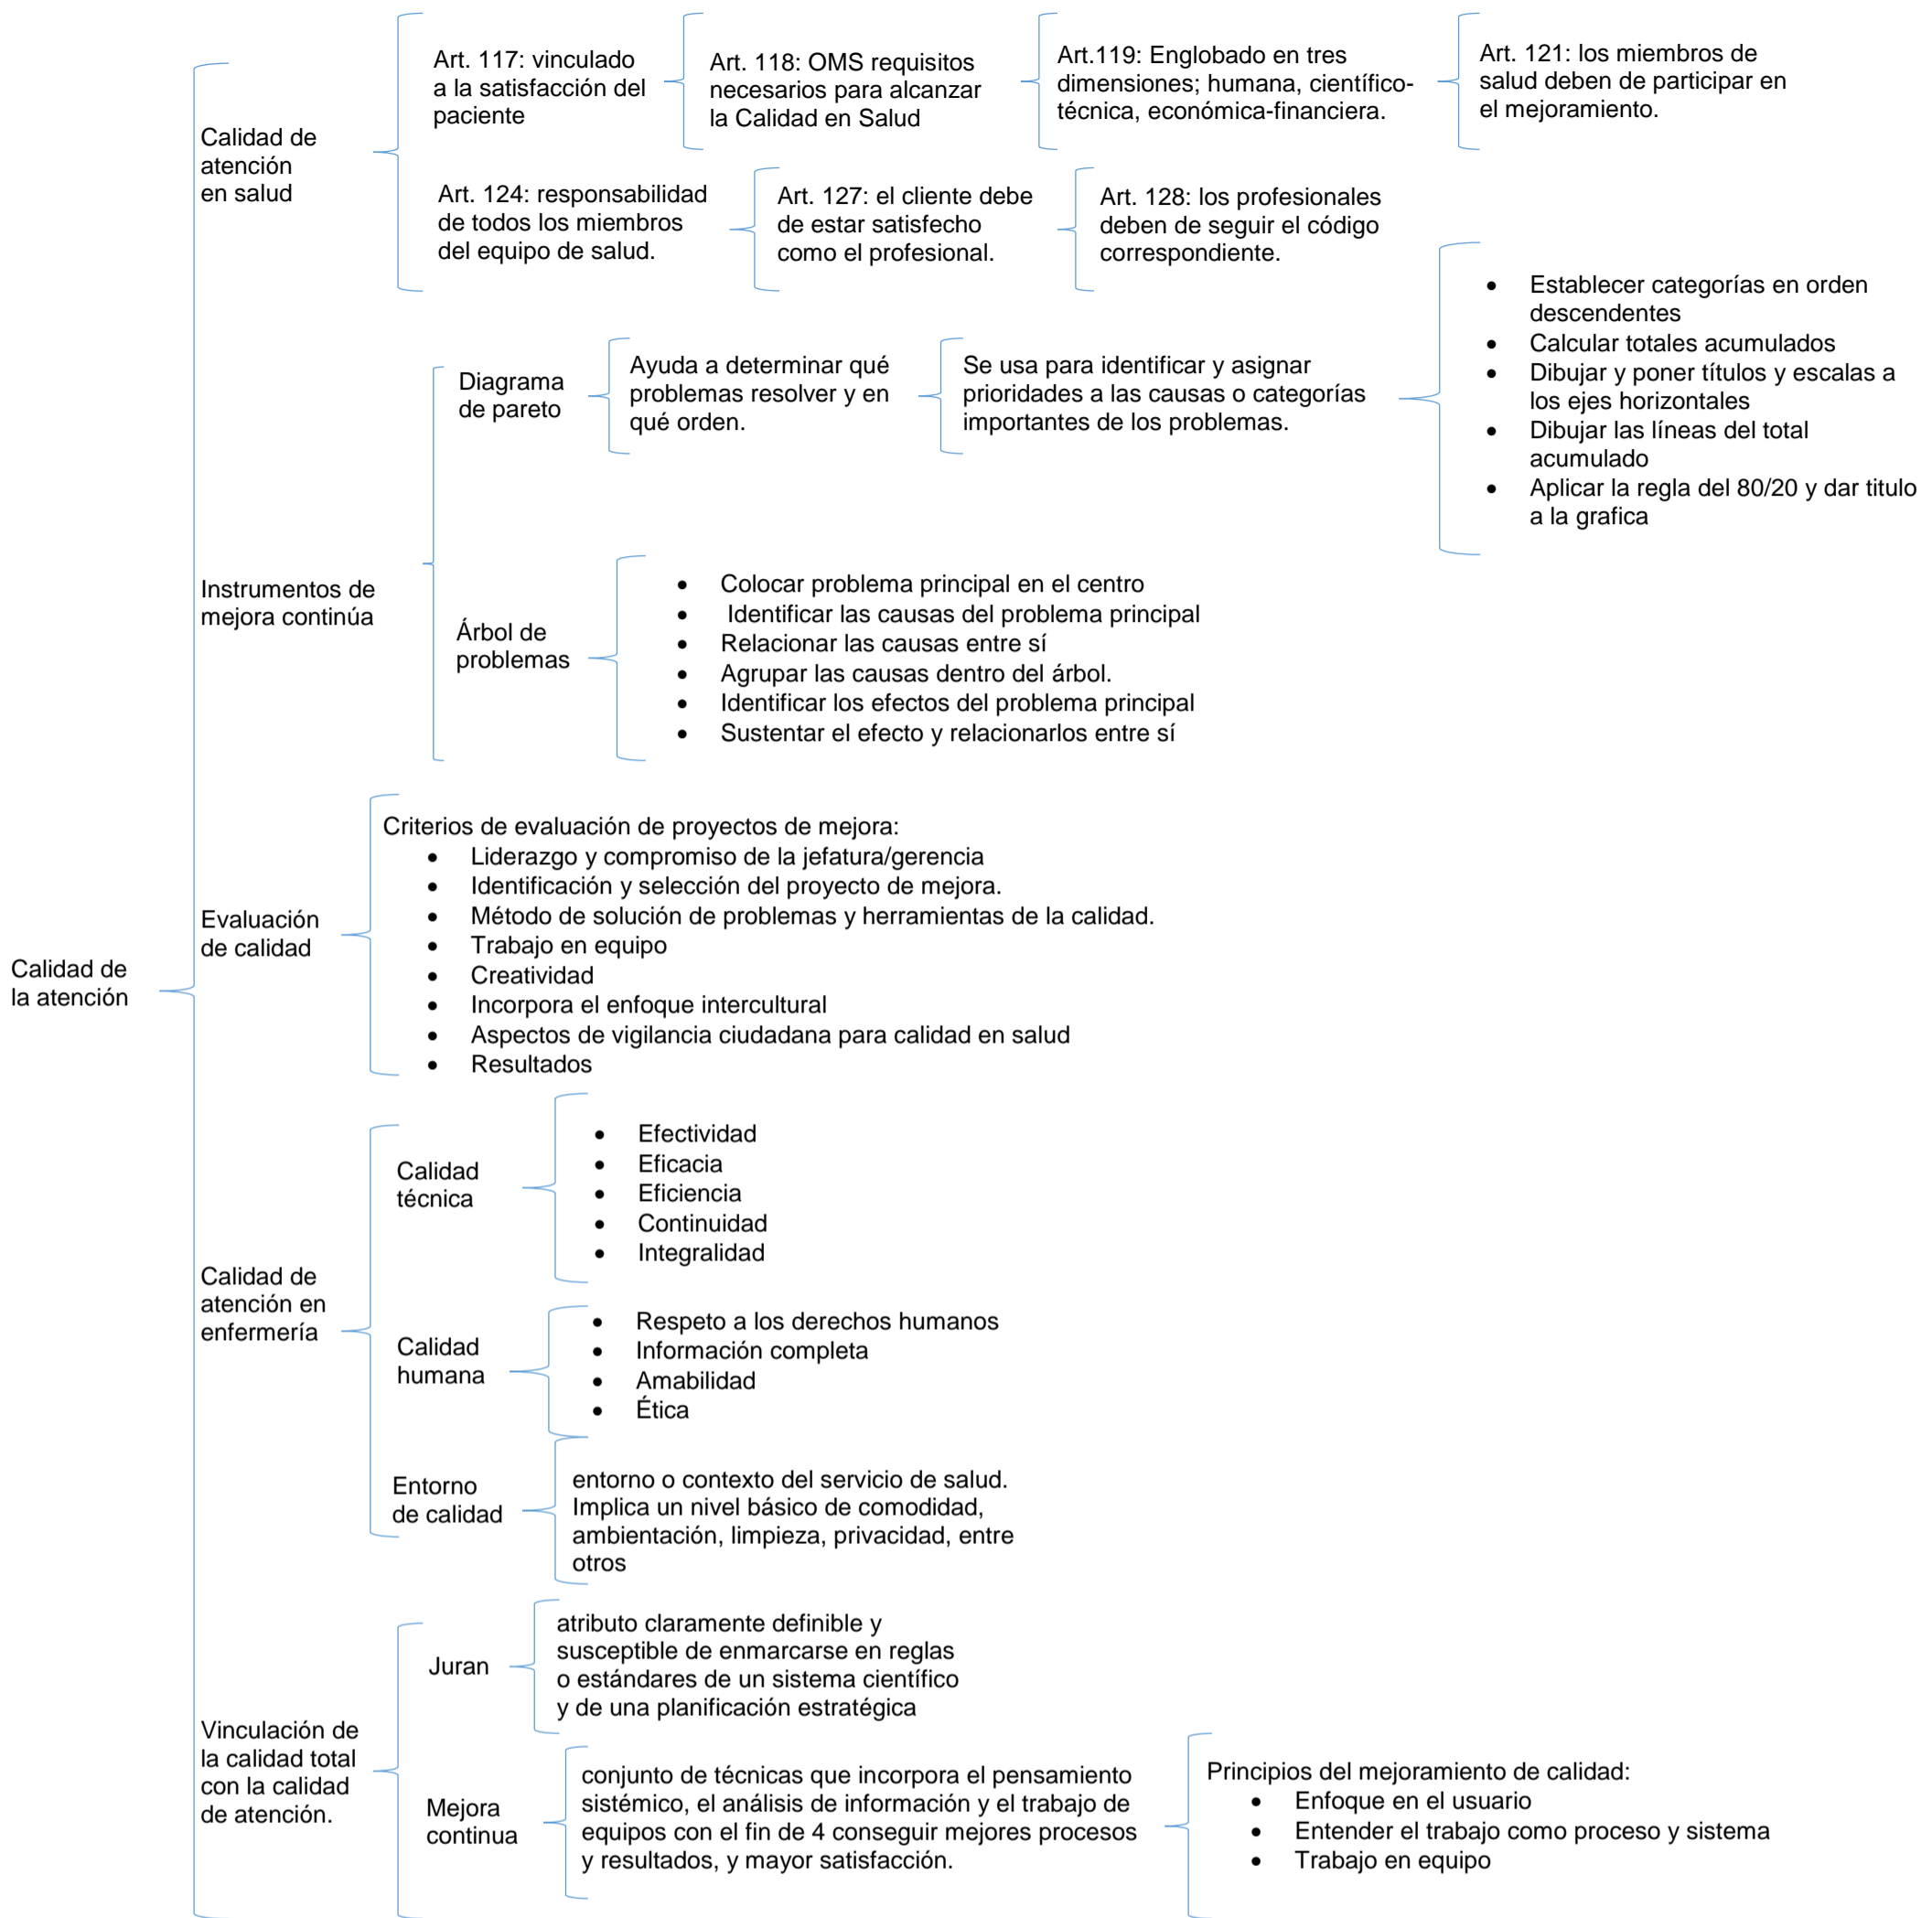 Calidad de
la atención
Calidad de
atención
en salud
Art. 117: vinculado
a la satisfacción del
paciente
Art. 118: OMS requisitos
necesarios para alcanzar
la Calidad en Salud
Art.119: Englobado en tres
dimensiones; humana, científico-
técnica, económica-financiera.
Art. 121: los miembros de
salud deben de participar en
el mejoramiento.
Art. 124: responsabilidad
de todos los miembros
del equipo de salud.
Art. 127: el cliente debe
de estar satisfecho
como el profesional.
Art. 128: los profesionales
deben de seguir el código
correspondiente.
Instrumentos de
mejora continúa
Diagrama
de pareto
Ayuda a determinar qué
problemas resolver y en
qué orden.
Se usa para identificar y asignar
prioridades a las causas o categorías
importantes de los problemas.
• Establecer categorías en orden
descendentes
• Calcular totales acumulados
• Dibujar y poner títulos y escalas a
los ejes horizontales
• Dibujar las líneas del total
acumulado
• Aplicar la regla del 80/20 y dar titulo
a la grafica
Árbol de
problemas
• Colocar problema principal en el centro
• Identificar las causas del problema principal
• Relacionar las causas entre sí
• Agrupar las causas dentro del árbol.
• Identificar los efectos del problema principal
• Sustentar el efecto y relacionarlos entre sí
Evaluación
de calidad
Criterios de evaluación de proyectos de mejora:
• Liderazgo y compromiso de la jefatura/gerencia
• Identificación y selección del proyecto de mejora.
• Método de solución de problemas y herramientas de la calidad.
• Trabajo en equipo
• Creatividad
• Incorpora el enfoque intercultural
• Aspectos de vigilancia ciudadana para calidad en salud
• Resultados
Calidad de
atención en
enfermería
Calidad
técnica
• Efectividad
• Eficacia
• Eficiencia
• Continuidad
• Integralidad
Calidad
humana
• Respeto a los derechos humanos
• Información completa
• Amabilidad
• Ética
Entorno
de calidad
entorno o contexto del servicio de salud.
Implica un nivel básico de comodidad,
ambientación, limpieza, privacidad, entre
otros
Vinculación de
la calidad total
con la calidad
de atención.
Juran
atributo claramente definible y
susceptible de enmarcarse en reglas
o estándares de un sistema científico
y de una planificación estratégica
Mejora
continua
conjunto de técnicas que incorpora el pensamiento
sistémico, el análisis de información y el trabajo de
equipos con el fin de 4 conseguir mejores procesos
y resultados, y mayor satisfacción.
Principios del mejoramiento de calidad:
• Enfoque en el usuario
• Entender el trabajo como proceso y sistema
• Trabajo en equipo